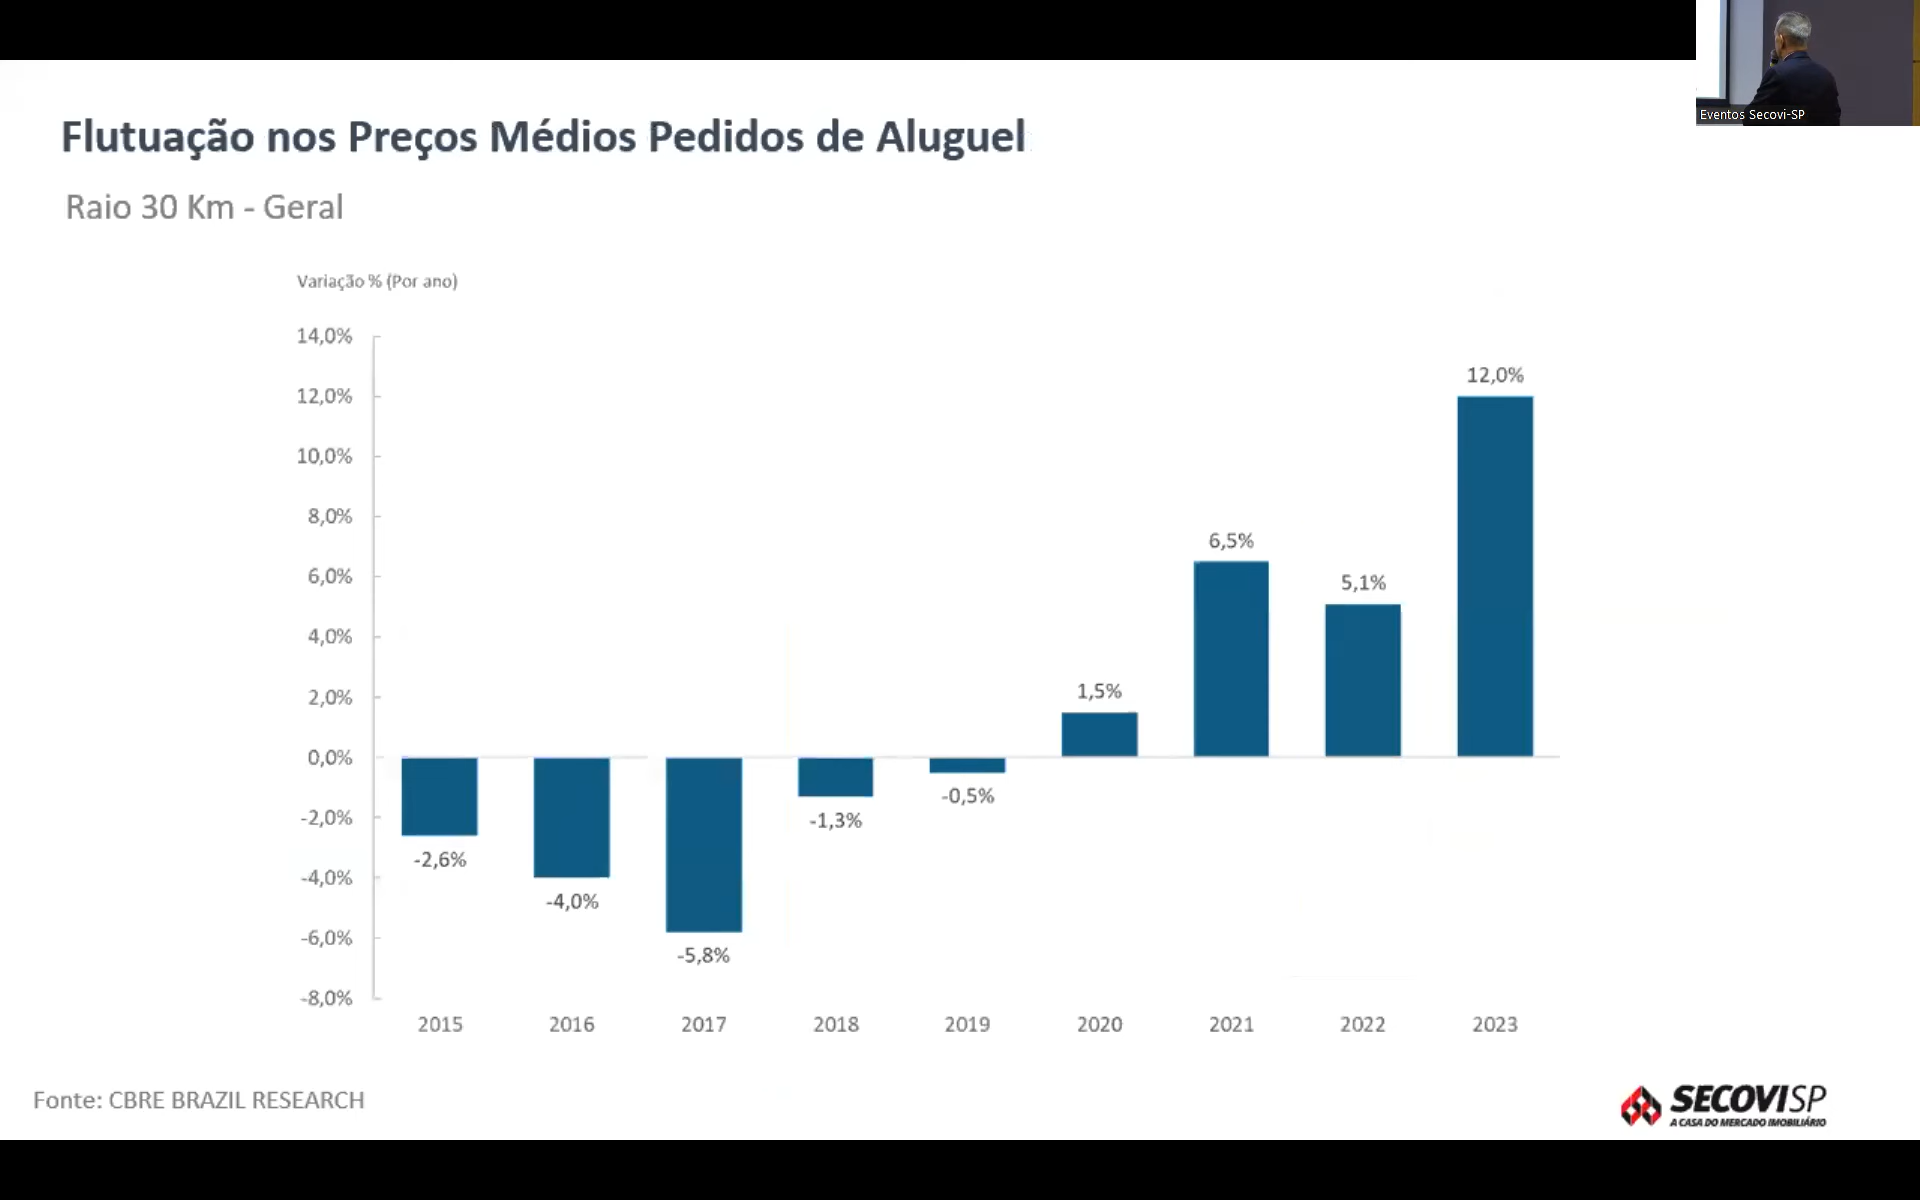 Eventos Secovi-SP
Flutuação nos Preços Médios Pedidos de Aluguel
Raio 30 Km - Geral
Variação % (Por ano)
14,0%
12,0%
10,0%
8,0%
6,0%
4,0%
2,0%
0,0%
-2,0%
-4,0%
-6,0%
-8,0%
-2,6%
-4,0%
-5,8%
-1,3%
-0,5%
1,5%
6,5%
5,1%
12,0%
2015 2016 2017 2018 2019 2020 2021 2022 2023
Fonte: CBRE BRAZIL RESEARCH
SECOVI SP
A CASA DO MERCADO IMOBILIÁRIO